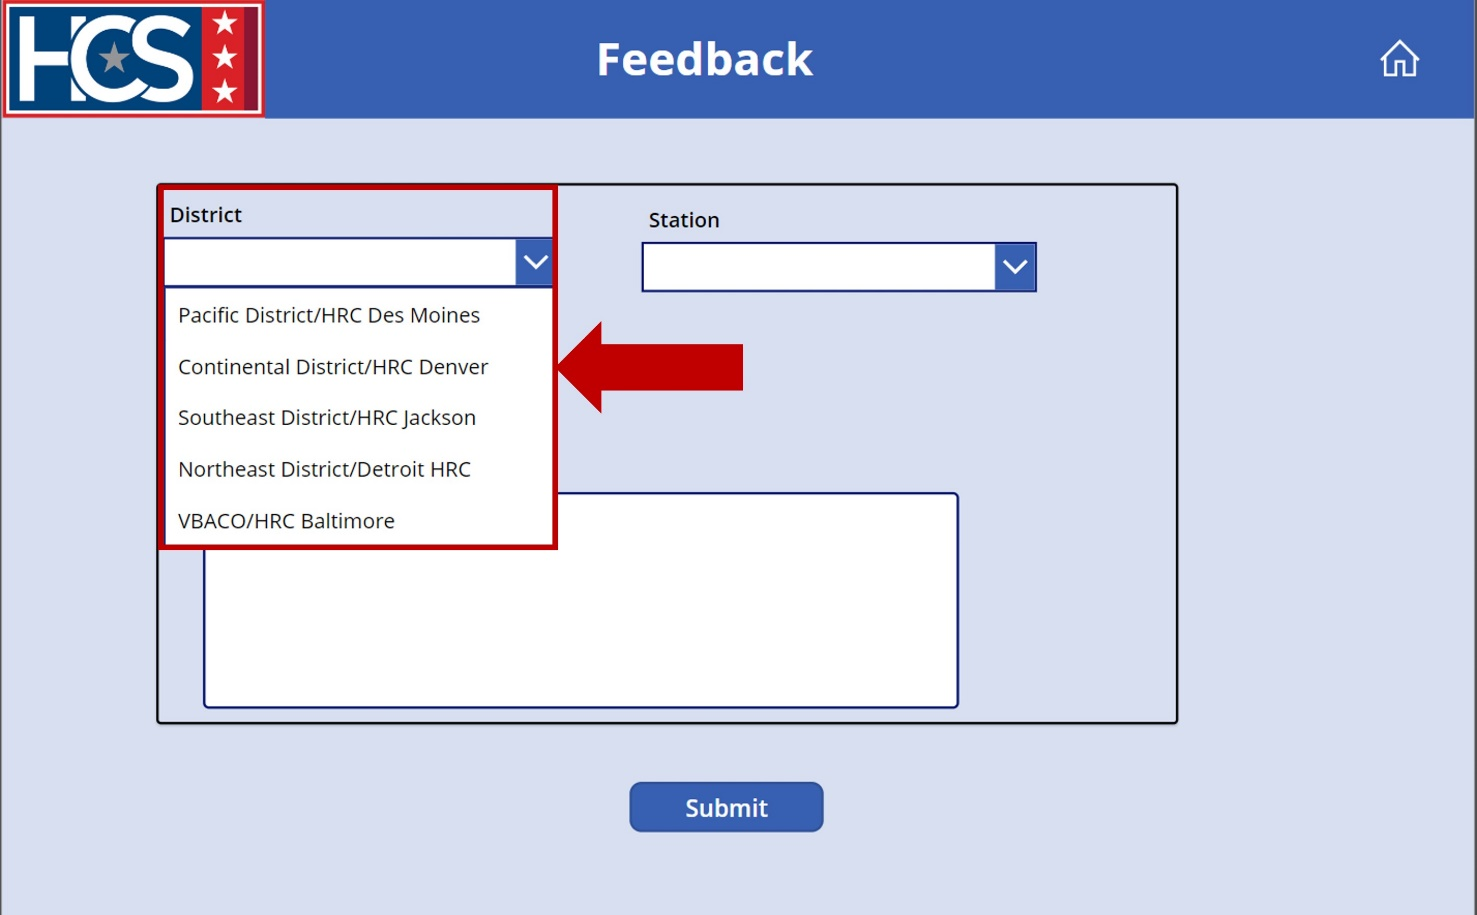 HCS
Feedback
District
Station
Pacific District/HRC Des Moines
Continental District/HRC Denver
Southeast District/HRC Jackson
Northeast District/Detroit HRC
VBACO/HRC Baltimore
Submit